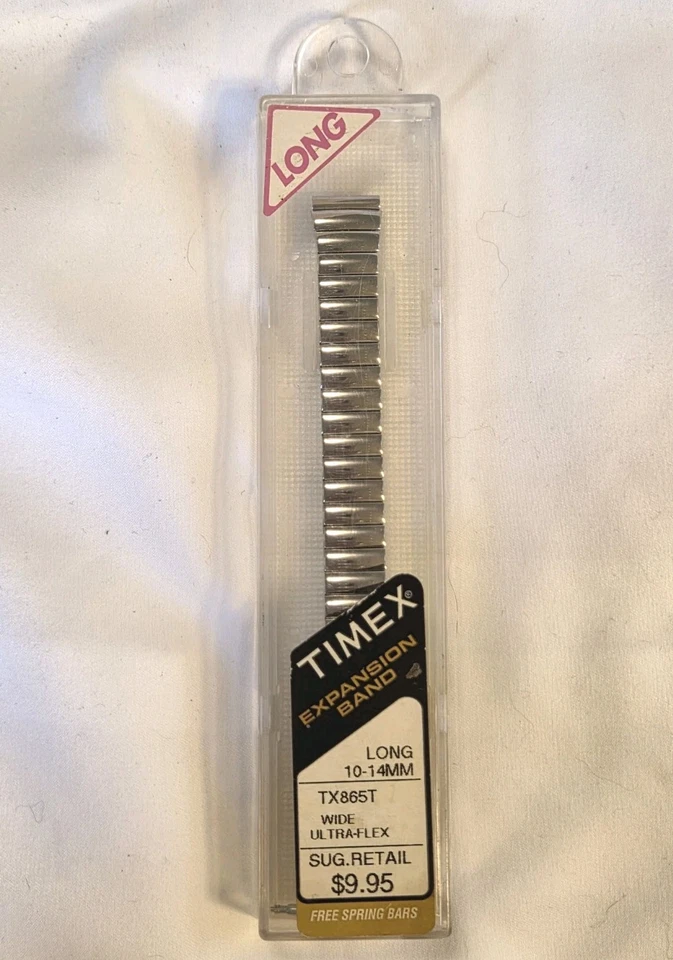 LONG
TIMEX®
EXPANSION
BAND
LONG
10-14MM
TX865T
WIDE
ULTRA-FLEX
SUG.RETAIL
$9.95
FREE SPRING BARS